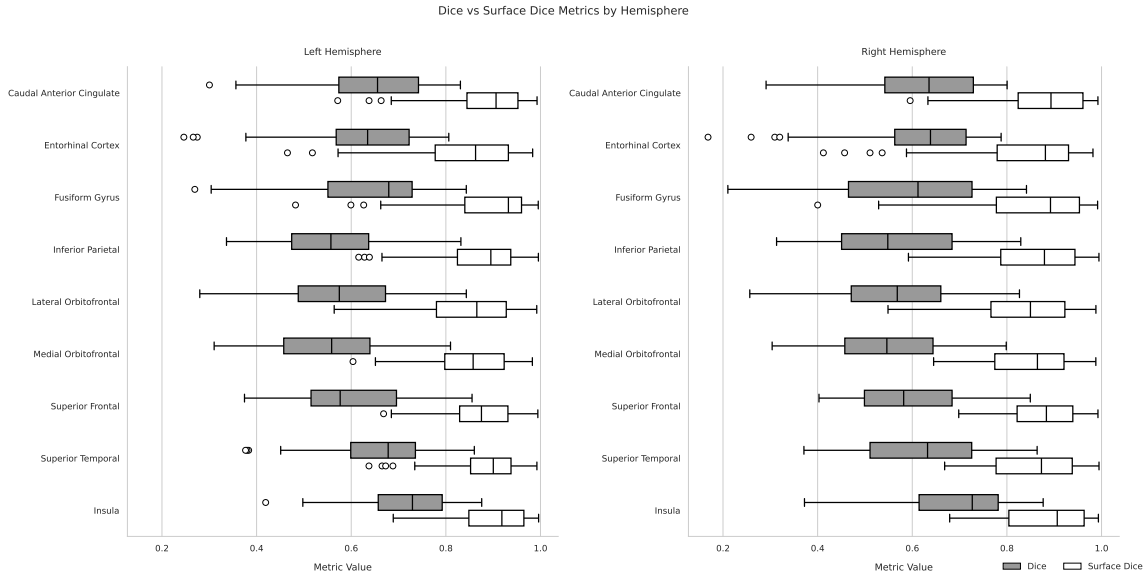 Dice vs Surface Dice Metrics by Hemisphere
Left Hemisphere
Caudal Anterior Cingulate
Entorhinal Cortex
Fusiform Gyrus
Inferior Parietal
Lateral Orbitofrontal
Medial Orbitofrontal
Superior Frontal
Superior Temporal
Insula
0.2 0.4 0.6 0.8 1.0
Metric Value
Right Hemisphere
Caudal Anterior Cingulate
Entorhinal Cortex
Fusiform Gyrus
Inferior Parietal
Lateral Orbitofrontal
Medial Orbitofrontal
Superior Frontal
Superior Temporal
Insula
0.2 0.4 0.6 0.8 1.0
Metric Value
Dice Surface Dice